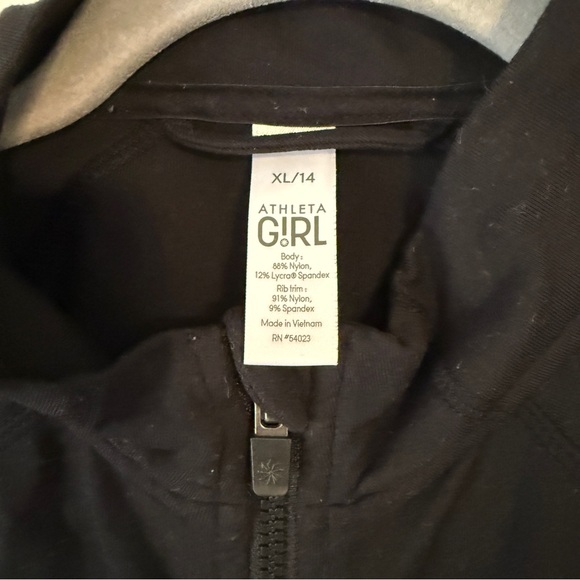 XL/14
ATHLETA
G!RL
Body:
88% Nylon,
12% Lycra® Spandex
Rib trim:
91% Nylon,
9% Spandex
Made in Vietnam
RN #54023